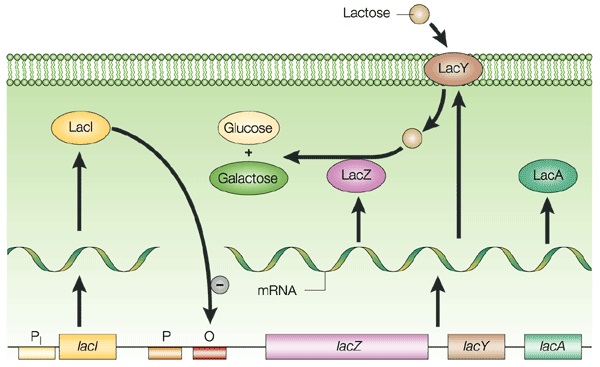 Lactose
LacY
LacI
Glucose
+
Galactose
LacZ
LacA
−
mRNA
PI
lacI
P
O
lacZ
lacY
lacA